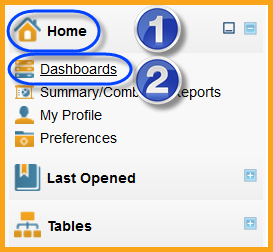 Home
1
Dashboards
2
Summary/Comb Reports
My Profile
Preferences
Last Opened
Tables